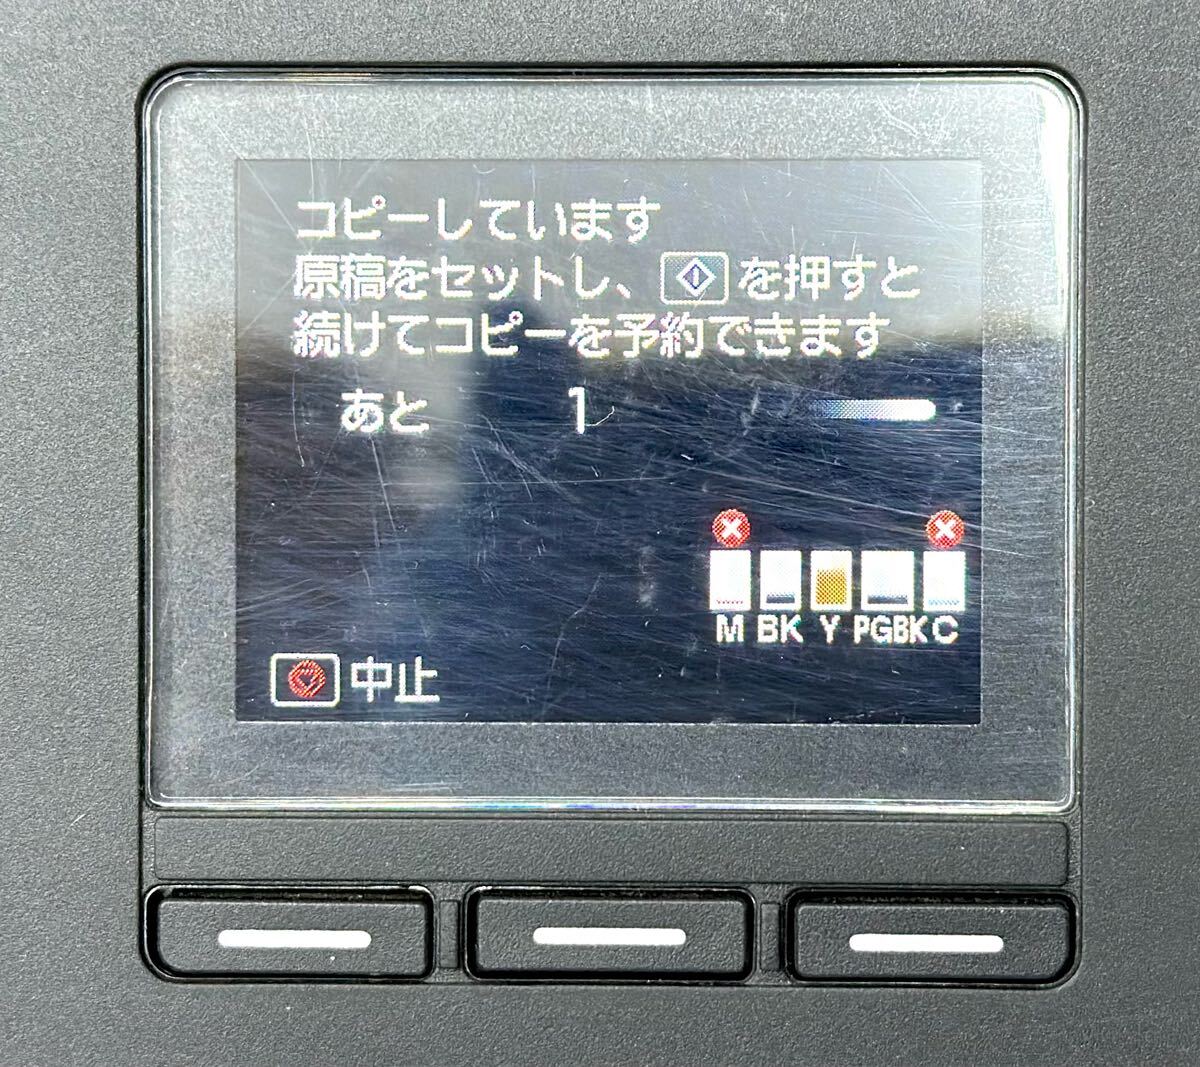 コピーしています
原稿をセットし、を押すと
続けてコピーを予約できます
あと 1
M BK Y PGBK C
中止